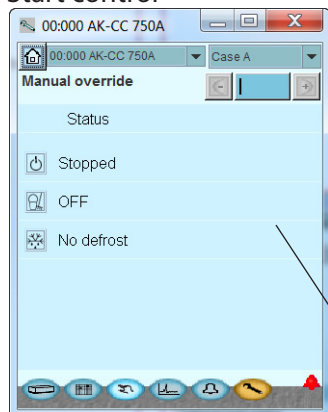 Start control
00:000 AK-CC 750A
00:000 AK-CC 750A Case A
Manual override
Status
Stopped
OFF
No defrost